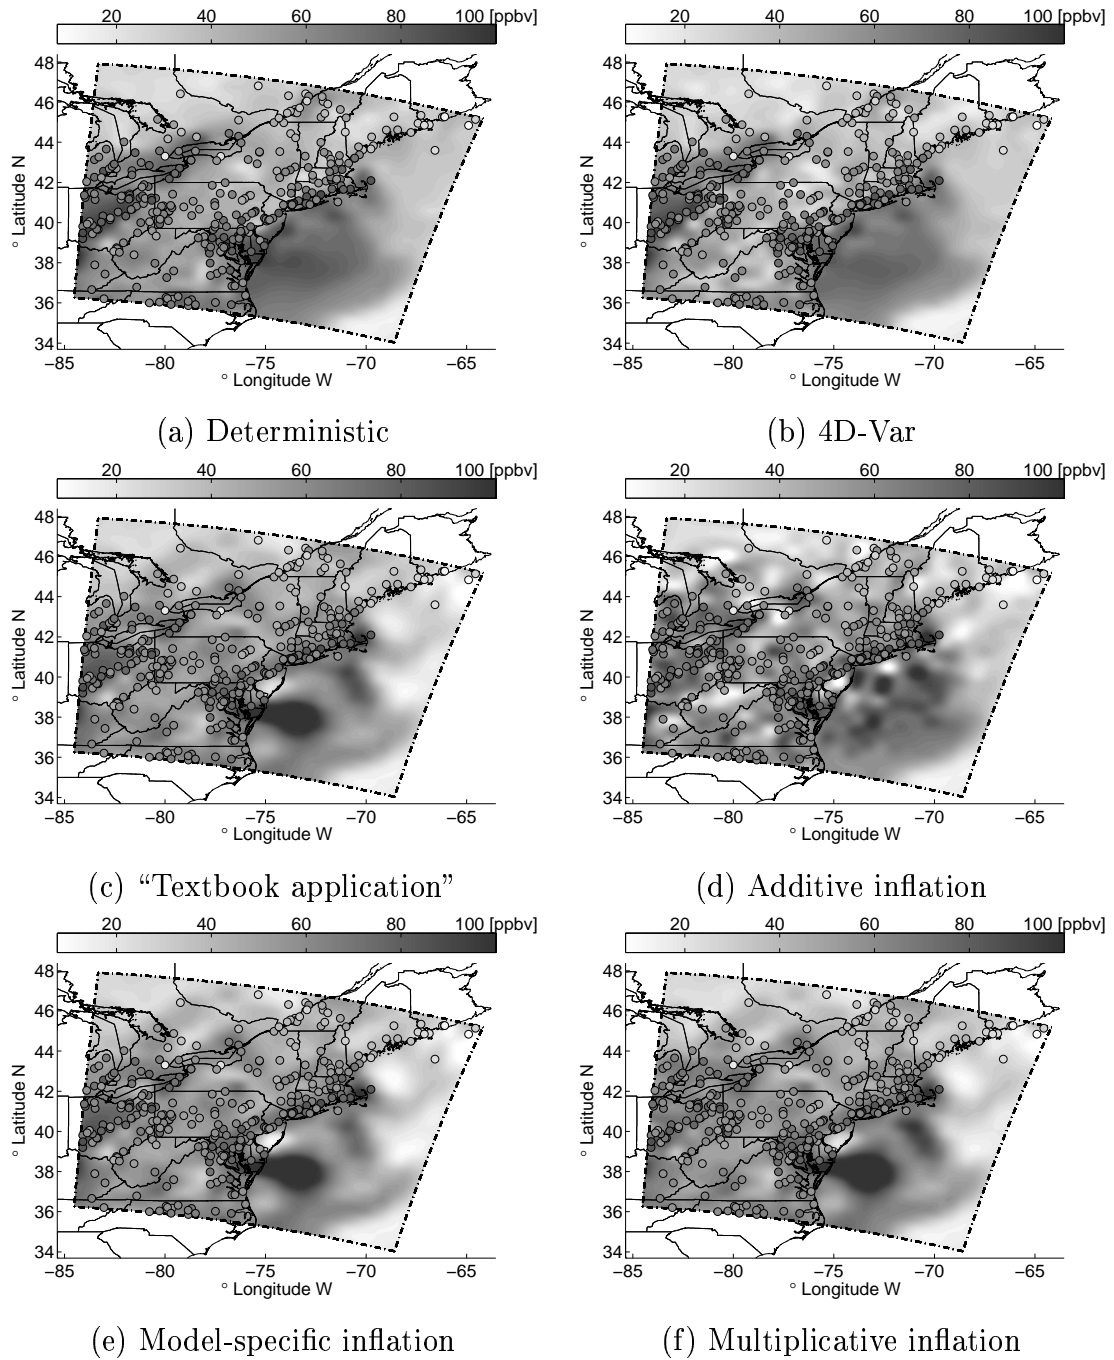 20 40 60 80 100 [ppbv]
20 40 60 80 100 [ppbv]
48
46
44
42
40
38
36
34
° Latitude N
−85 −80 −75 −70 −65
° Longitude W
48
46
44
42
40
38
36
34
° Latitude N
−85 −80 −75 −70 −65
° Longitude W
(a) Deterministic
(b) 4D-Var
20 40 60 80 100 [ppbv]
20 40 60 80 100 [ppbv]
48
46
44
42
40
38
36
34
° Latitude N
−85 −80 −75 −70 −65
° Longitude W
48
46
44
42
40
38
36
34
° Latitude N
−85 −80 −75 −70 −65
° Longitude W
(c) “Textbook application”
(d) Additive inflation
20 40 60 80 100 [ppbv]
20 40 60 80 100 [ppbv]
48
46
44
42
40
38
36
34
° Latitude N
−85 −80 −75 −70 −65
° Longitude W
48
46
44
42
40
38
36
34
° Latitude N
−85 −80 −75 −70 −65
° Longitude W
(e) Model-specific inflation
(f) Multiplicative inflation